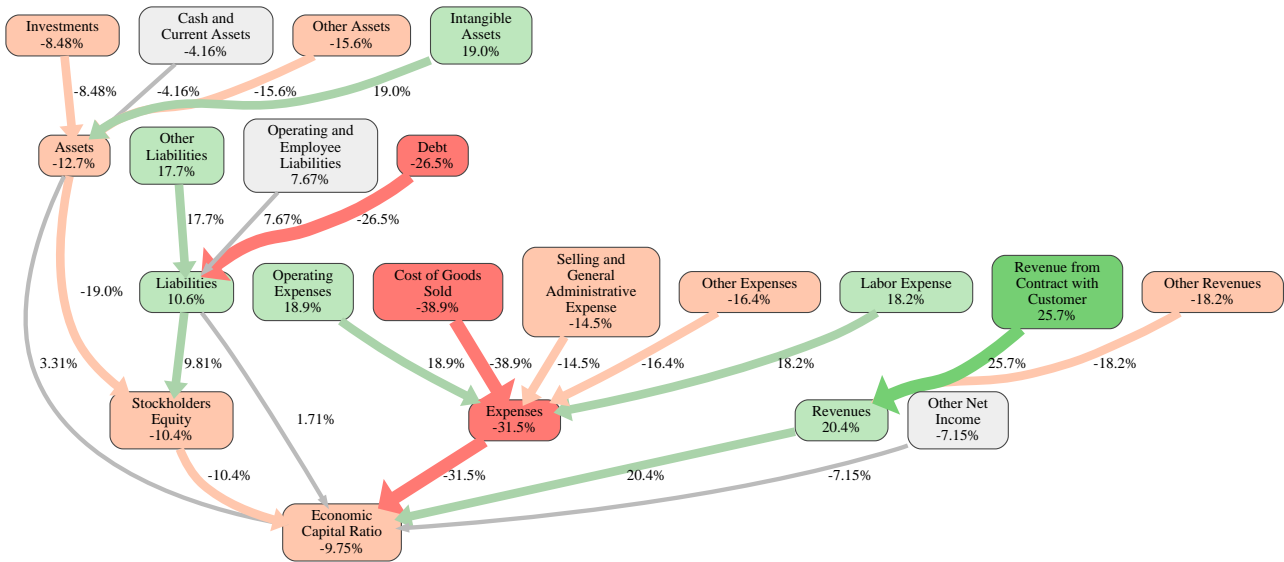 Investments
-8.48%
Cash and
Current Assets
-4.16%
Other Assets
-15.6%
Intangible
Assets
19.0%
-8.48%
-4.16%
-15.6%
19.0%
Assets
-12.7%
Other
Liabilities
17.7%
Operating and
Employee
Liabilities
7.67%
Debt
-26.5%
17.7%
7.67%
-26.5%
Liabilities
10.6%
Operating
Expenses
18.9%
Cost of Goods
Sold
-38.9%
Selling and
General
Administrative
Expense
-14.5%
Other Expenses
-16.4%
Labor Expense
18.2%
Revenue from
Contract with
Customer
25.7%
Other Revenues
-18.2%
-19.0%
3.31%
9.81%
18.9%
-38.9%
-14.5%
-16.4%
18.2%
25.7%
-18.2%
Stockholders
Equity
-10.4%
1.71%
Expenses
-31.5%
Revenues
20.4%
Other Net
Income
-7.15%
-10.4%
-31.5%
20.4%
-7.15%
Economic
Capital Ratio
-9.75%